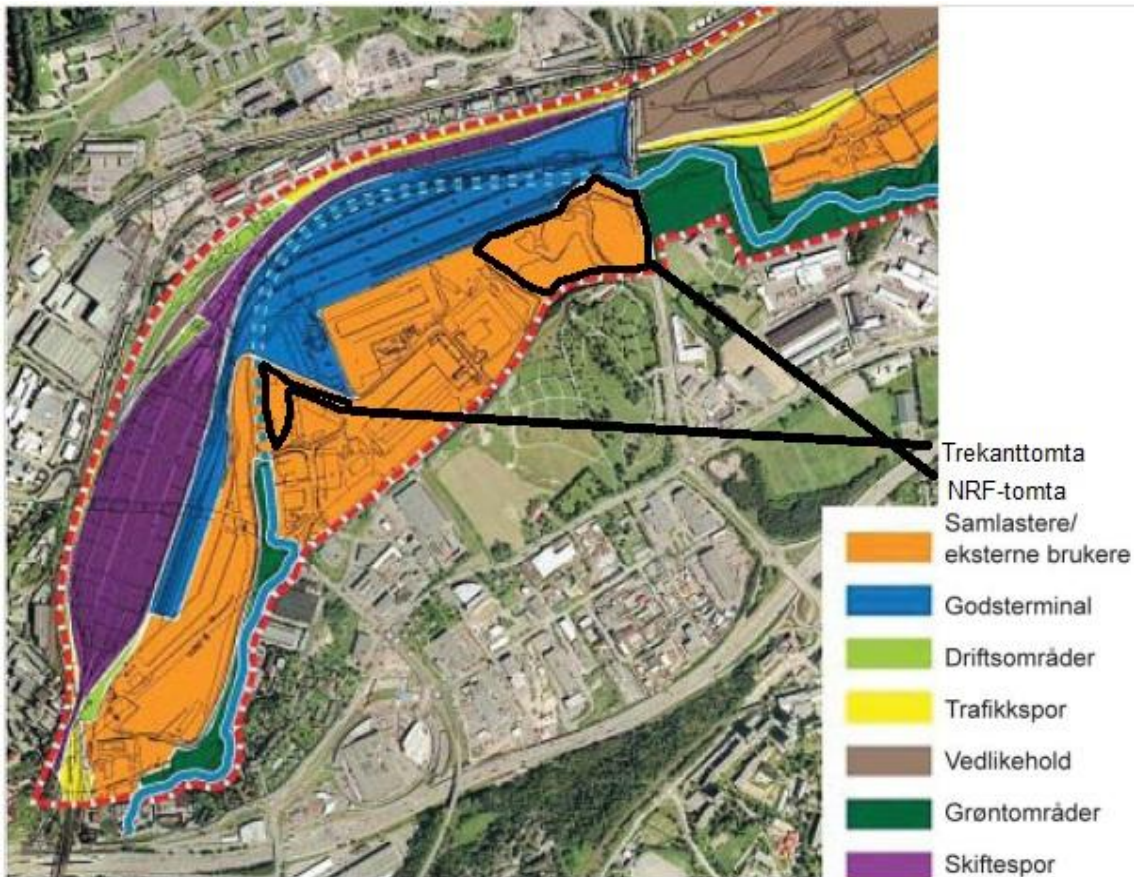 Trekanttomta
NRF-tomta
Samlastere/
eksterne brukere
Godsterminal
Driftsområder
Trafikkspor
Vedlikehold
Grøntområder
Skiftespor